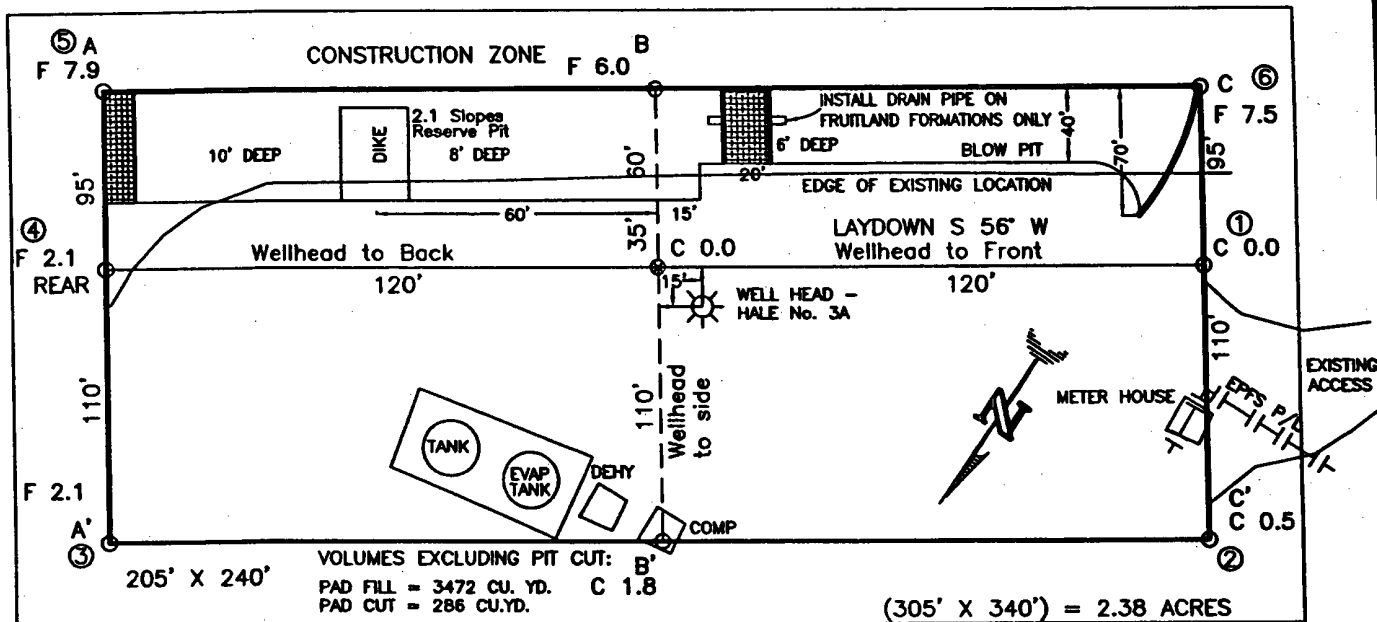 ⑤ A
F 7.9
CONSTRUCTION ZONE
B
F 6.0
C ⑥
F 7.5
INSTALL DRAIN PIPE ON
FRUITLAND FORMATIONS ONLY
2.1 Slopes
Reserve Pit
DIKE
10' DEEP
8' DEEP
6' DEEP
BLOW PIT
40'
70'
95'
95'
60'
20'
EDGE OF EXISTING LOCATION
60'
15'
35'
④
F 2.1
REAR
Wellhead to Back
120'
C 0.0
LAYDOWN S 56° W
Wellhead to Front
120'
①
C 0.0
15'
WELL HEAD -
HALE No. 3A
110'
110'
Wellhead
to side
110'
N
METER HOUSE
EPFS P/L
EXISTING
ACCESS
TANK
EVAP
TANK
DEHY
COMP
F 2.1
A'
③
C'
C 0.5
②
205' X 240'
VOLUMES EXCLUDING PIT CUT:
PAD FILL = 3472 CU. YD.
PAD CUT = 286 CU.YD.
B'
C 1.8
(305' X 340') = 2.38 ACRES